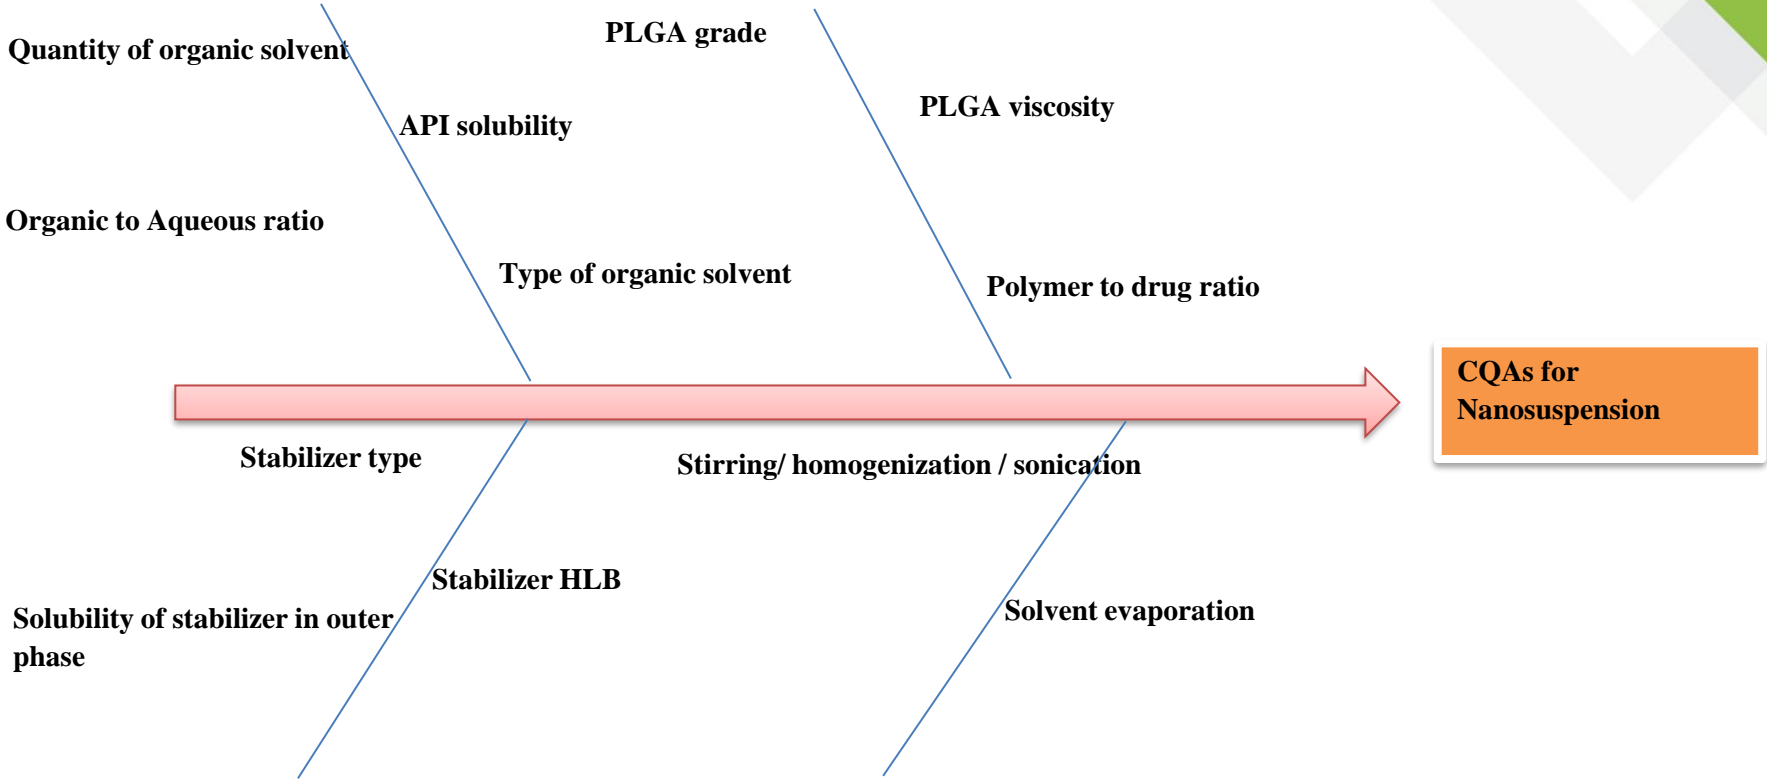 Quantity of organic solvent
PLGA grade
PLGA viscosity
API solubility
Organic to Aqueous ratio
Type of organic solvent
Polymer to drug ratio
CQAs for
Nanosuspension
Stabilizer type
Stirring/ homogenization / sonication
Stabilizer HLB
Solubility of stabilizer in outer
phase
Solvent evaporation